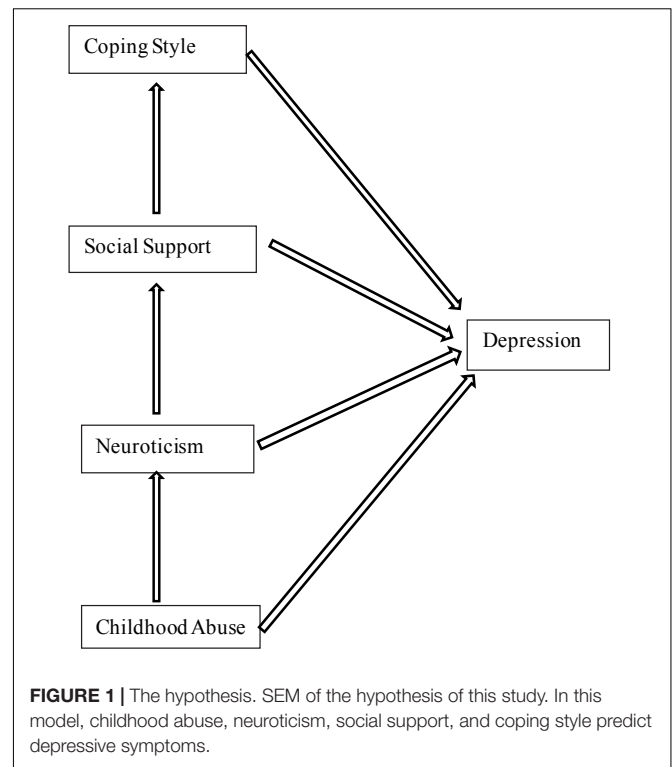 Coping Style
Social Support
Depression
Neuroticism
Childhood Abuse
FIGURE 1 | The hypothesis. SEM of the hypothesis of this study. In this
model, childhood abuse, neuroticism, social support, and coping style predict
depressive symptoms.